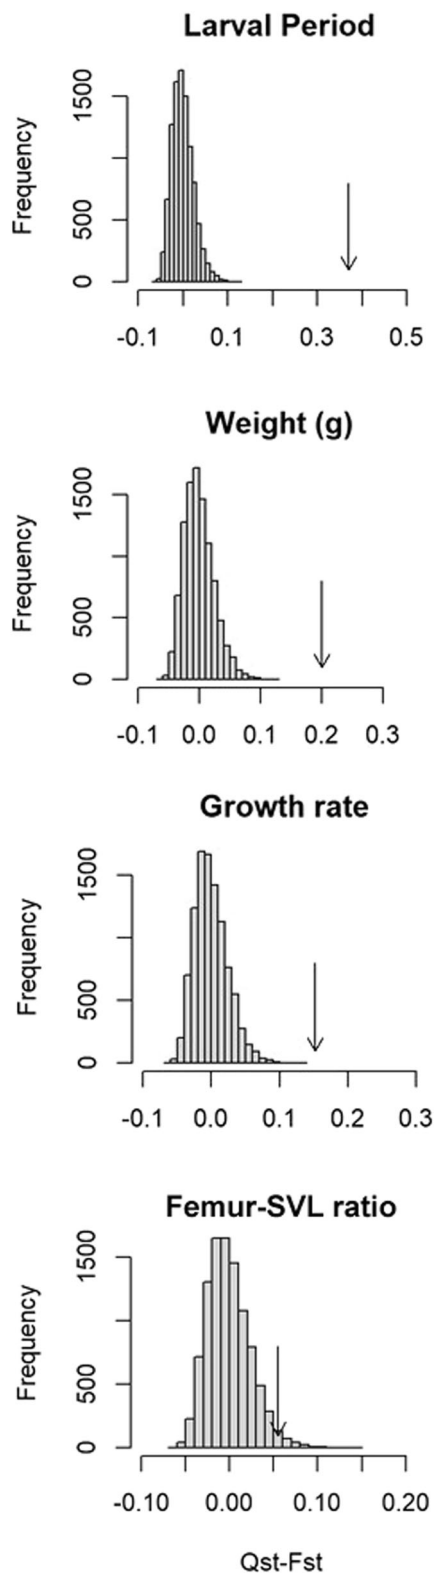 Larval Period
Frequency
1500
500
0
-0.1 0.1 0.3 0.5
Weight (g)
Frequency
1500
500
0
-0.1 0.0 0.1 0.2 0.3
Growth rate
Frequency
1500
500
0
-0.1 0.0 0.1 0.2 0.3
Femur-SVL ratio
Frequency
1500
500
0
-0.10 0.00 0.10 0.20
Qst-Fst